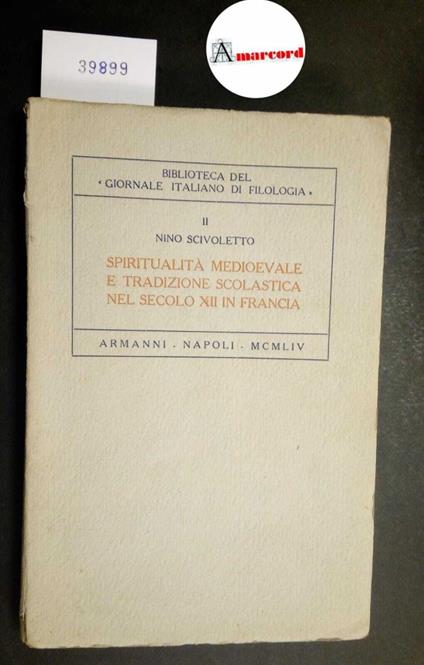 39899
Amarcord
BIBLIOTECA DEL
« GIORNALE ITALIANO DI FILOLOGIA »
II
NINO SCIVOLETTO
SPIRITUALITÀ MEDIOEVALE
E TRADIZIONE SCOLASTICA
NEL SECOLO XII IN FRANCIA
ARMANNI - NAPOLI - MCMLIV